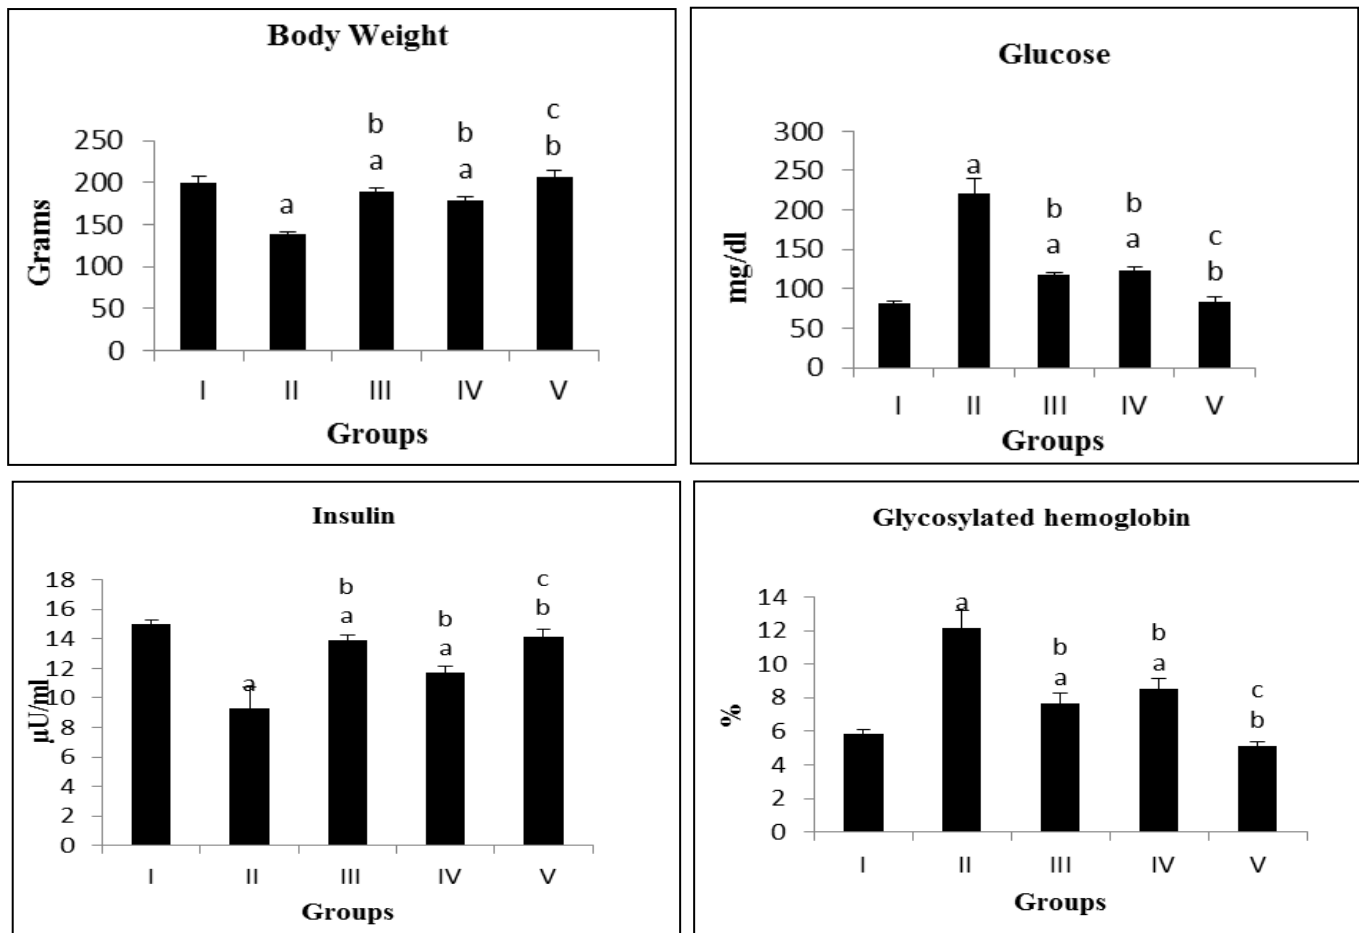 Body Weight
Grams
250
200
150
100
50
0
a
b
a
b
a
c
b
I II III IV V
Groups
Glucose
mg/dl
300
250
200
150
100
50
0
a
b
a
b
a
c
b
I II III IV V
Groups
Insulin
µU/ml
18
16
14
12
10
8
6
4
2
0
a
b
a
b
a
c
b
I II III IV V
Groups
Glycosylated hemoglobin
%
14
12
10
8
6
4
2
0
a
b
a
b
a
c
b
I II III IV V
Groups